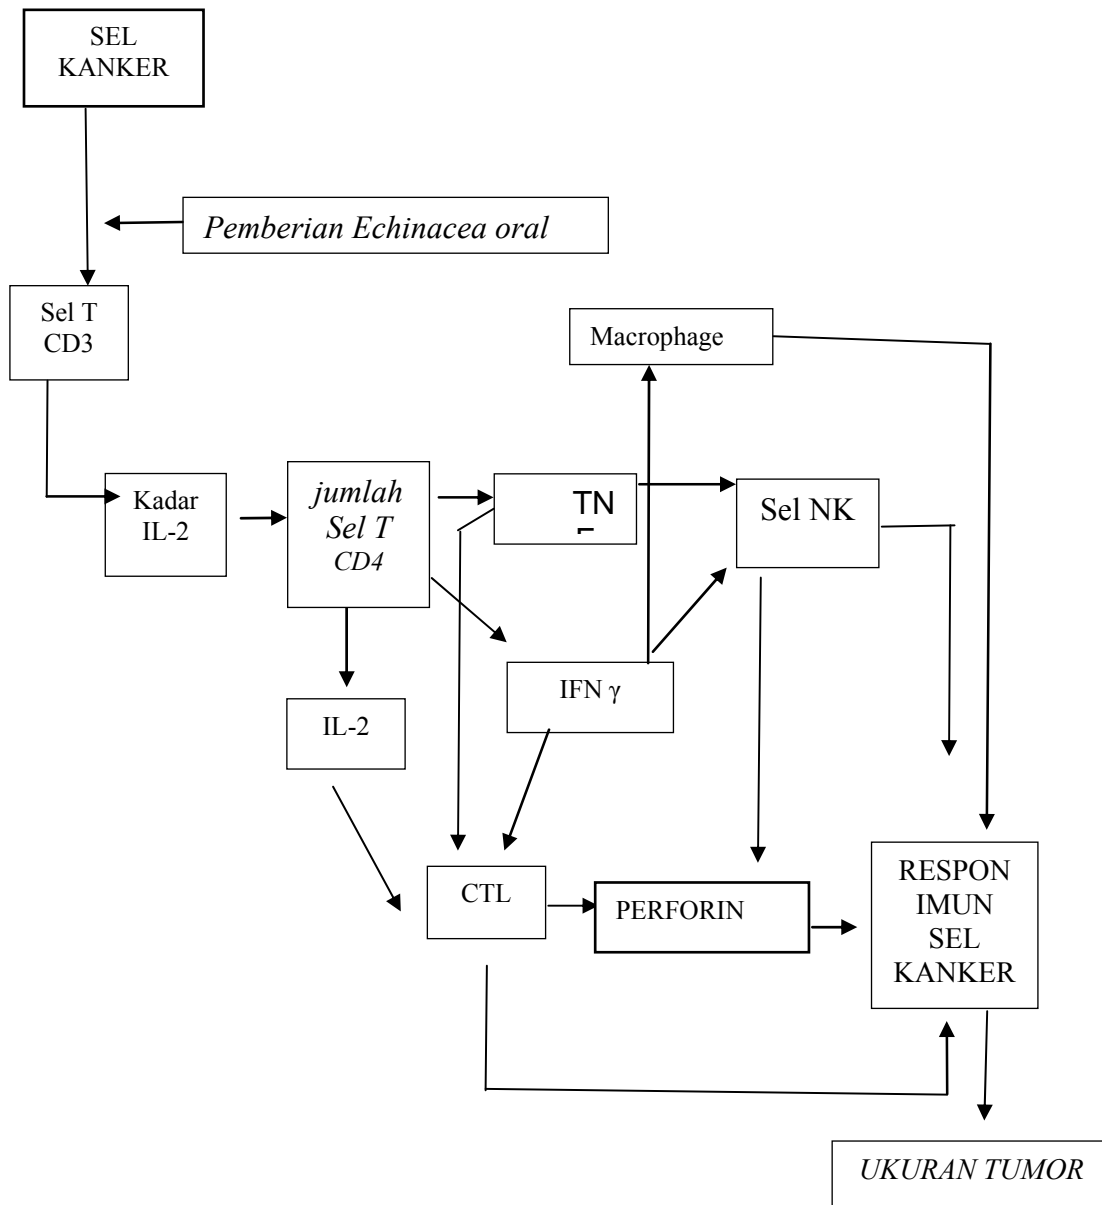 SEL
KANKER
Pemberian Echinacea oral
Sel T
CD3
Macrophage
Kadar
IL-2
jumlah
Sel T
CD4
TN
Sel NK
IFN γ
IL-2
CTL
PERFORIN
RESPON
IMUN
SEL
KANKER
UKURAN TUMOR